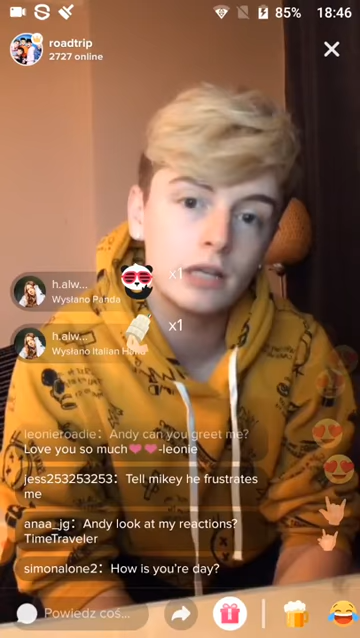 85% 18:46
roadtrip
2727 online
h.alw...
x1
Wysłano Panda
h.alw...
x1
Wysłano Italian Hand
leonieroadie: Andy can you greet me?
Love you so much -leonie
jess253253253: Tell mikey he frustrates
me
anaa_jg: Andy look at my reactions?
TimeTraveler
simonalone2: How is you're day?
Powiedz coś...